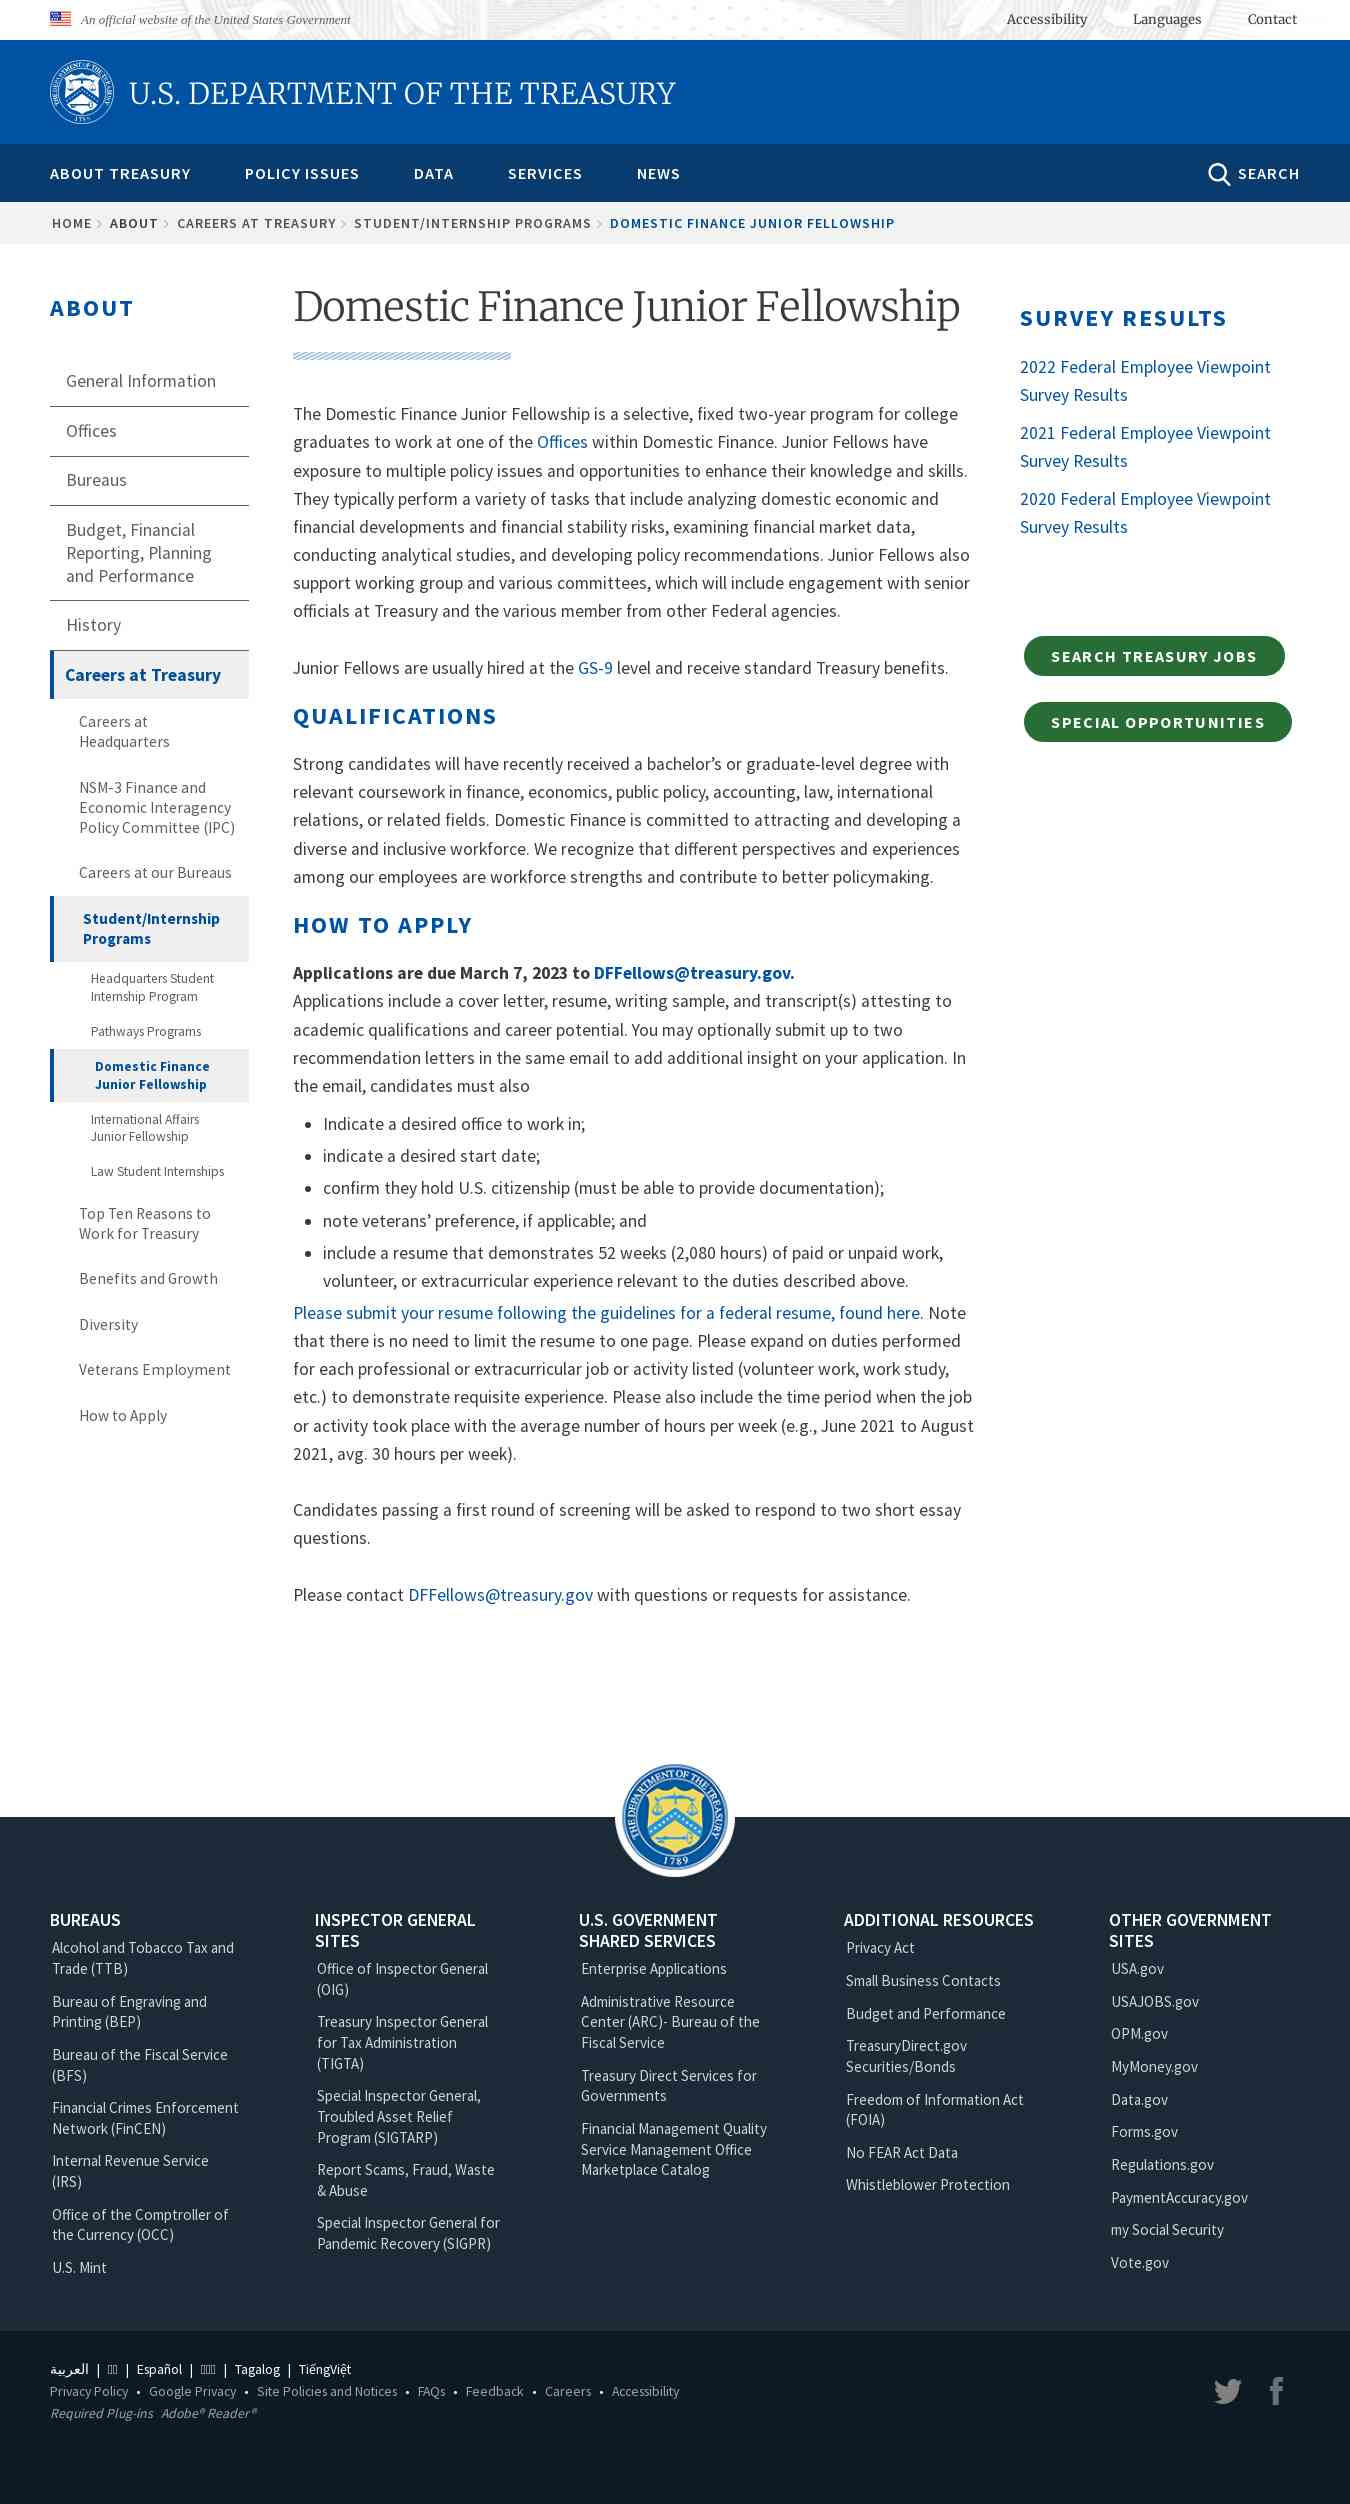 An official website of the United States Government
Accessibility
Languages
Contact
THE DEPARTMENT OF THE TREASURY
1789
U.S. DEPARTMENT OF THE TREASURY
ABOUT TREASURY
POLICY ISSUES
DATA
SERVICES
NEWS
SEARCH
HOME
ABOUT
CAREERS AT TREASURY
STUDENT/INTERNSHIP PROGRAMS
DOMESTIC FINANCE JUNIOR FELLOWSHIP
ABOUT
General Information
Offices
Bureaus
Budget, Financial
Reporting, Planning
and Performance
History
Careers at Treasury
Careers at
Headquarters
NSM-3 Finance and
Economic Interagency
Policy Committee (IPC)
Careers at our Bureaus
Student/Internship
Programs
Headquarters Student
Internship Program
Pathways Programs
Domestic Finance
Junior Fellowship
International Affairs
Junior Fellowship
Law Student Internships
Top Ten Reasons to
Work for Treasury
Benefits and Growth
Diversity
Veterans Employment
How to Apply
Domestic Finance Junior Fellowship
The Domestic Finance Junior Fellowship is a selective, fixed two-year program for college
graduates to work at one of the Offices within Domestic Finance. Junior Fellows have
exposure to multiple policy issues and opportunities to enhance their knowledge and skills.
They typically perform a variety of tasks that include analyzing domestic economic and
financial developments and financial stability risks, examining financial market data,
conducting analytical studies, and developing policy recommendations. Junior Fellows also
support working group and various committees, which will include engagement with senior
officials at Treasury and the various member from other Federal agencies.
Junior Fellows are usually hired at the GS-9 level and receive standard Treasury benefits.
QUALIFICATIONS
Strong candidates will have recently received a bachelor’s or graduate-level degree with
relevant coursework in finance, economics, public policy, accounting, law, international
relations, or related fields. Domestic Finance is committed to attracting and developing a
diverse and inclusive workforce. We recognize that different perspectives and experiences
among our employees are workforce strengths and contribute to better policymaking.
HOW TO APPLY
Applications are due March 7, 2023 to DFFellows@treasury.gov.
Applications include a cover letter, resume, writing sample, and transcript(s) attesting to
academic qualifications and career potential. You may optionally submit up to two
recommendation letters in the same email to add additional insight on your application. In
the email, candidates must also
• Indicate a desired office to work in;
• indicate a desired start date;
• confirm they hold U.S. citizenship (must be able to provide documentation);
• note veterans’ preference, if applicable; and
• include a resume that demonstrates 52 weeks (2,080 hours) of paid or unpaid work,
volunteer, or extracurricular experience relevant to the duties described above.
Please submit your resume following the guidelines for a federal resume, found here. Note
that there is no need to limit the resume to one page. Please expand on duties performed
for each professional or extracurricular job or activity listed (volunteer work, work study,
etc.) to demonstrate requisite experience. Please also include the time period when the job
or activity took place with the average number of hours per week (e.g., June 2021 to August
2021, avg. 30 hours per week).
Candidates passing a first round of screening will be asked to respond to two short essay
questions.
Please contact DFFellows@treasury.gov with questions or requests for assistance.
SURVEY RESULTS
2022 Federal Employee Viewpoint
Survey Results
2021 Federal Employee Viewpoint
Survey Results
2020 Federal Employee Viewpoint
Survey Results
SEARCH TREASURY JOBS
SPECIAL OPPORTUNITIES
THE DEPARTMENT OF THE TREASURY
1789
BUREAUS
Alcohol and Tobacco Tax and
Trade (TTB)
Bureau of Engraving and
Printing (BEP)
Bureau of the Fiscal Service
(BFS)
Financial Crimes Enforcement
Network (FinCEN)
Internal Revenue Service
(IRS)
Office of the Comptroller of
the Currency (OCC)
U.S. Mint
INSPECTOR GENERAL
SITES
Office of Inspector General
(OIG)
Treasury Inspector General
for Tax Administration
(TIGTA)
Special Inspector General,
Troubled Asset Relief
Program (SIGTARP)
Report Scams, Fraud, Waste
& Abuse
Special Inspector General for
Pandemic Recovery (SIGPR)
U.S. GOVERNMENT
SHARED SERVICES
Enterprise Applications
Administrative Resource
Center (ARC)- Bureau of the
Fiscal Service
Treasury Direct Services for
Governments
Financial Management Quality
Service Management Office
Marketplace Catalog
ADDITIONAL RESOURCES
Privacy Act
Small Business Contacts
Budget and Performance
TreasuryDirect.gov
Securities/Bonds
Freedom of Information Act
(FOIA)
No FEAR Act Data
Whistleblower Protection
OTHER GOVERNMENT
SITES
USA.gov
USAJOBS.gov
OPM.gov
MyMoney.gov
Data.gov
Forms.gov
Regulations.gov
PaymentAccuracy.gov
my Social Security
Vote.gov
العربية | | Español | | Tagalog | TiếngViệt
Privacy Policy • Google Privacy • Site Policies and Notices • FAQs • Feedback • Careers • Accessibility
Required Plug-ins Adobe® Reader®